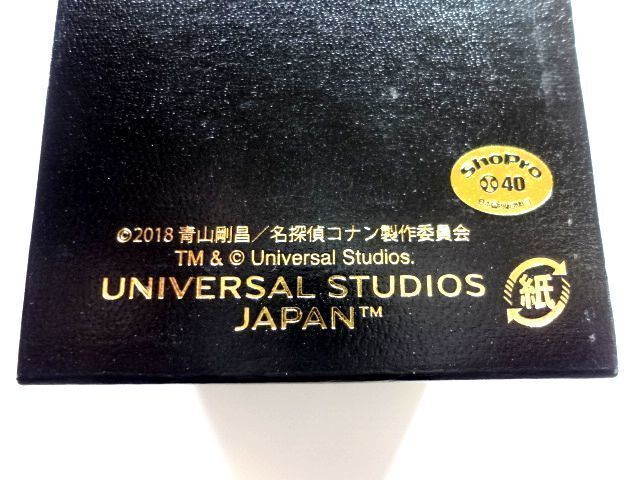 ShoPro
40
©2018 青山剛昌／名探偵コナン製作委員会
TM & © Universal Studios.
UNIVERSAL STUDIOS
JAPAN™
紙